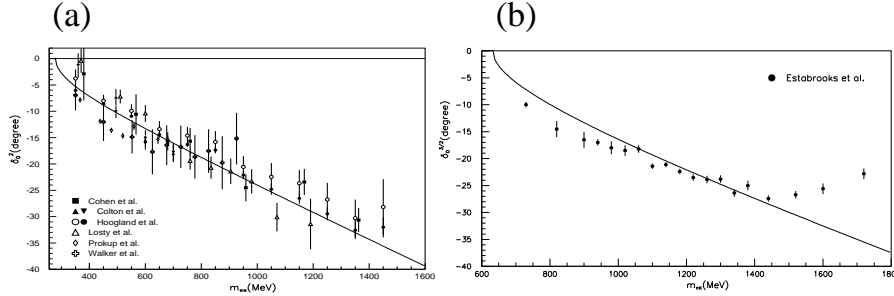 (a)
(b)
δ₀²(degree)
0
-5
-10
-15
-20
-25
-30
-35
-40
Cohen et al.
Colton et al.
Hoogland et al.
Losty et al.
Prokup et al.
Walker et al.
400
600
800
1000
1200
1400
1600
mππ(MeV)
δ₀^3/2(degree)
0
-5
-10
-15
-20
-25
-30
-35
-40
Estabrooks et al.
600
800
1000
1200
1400
1600
1800
mπK(MeV)